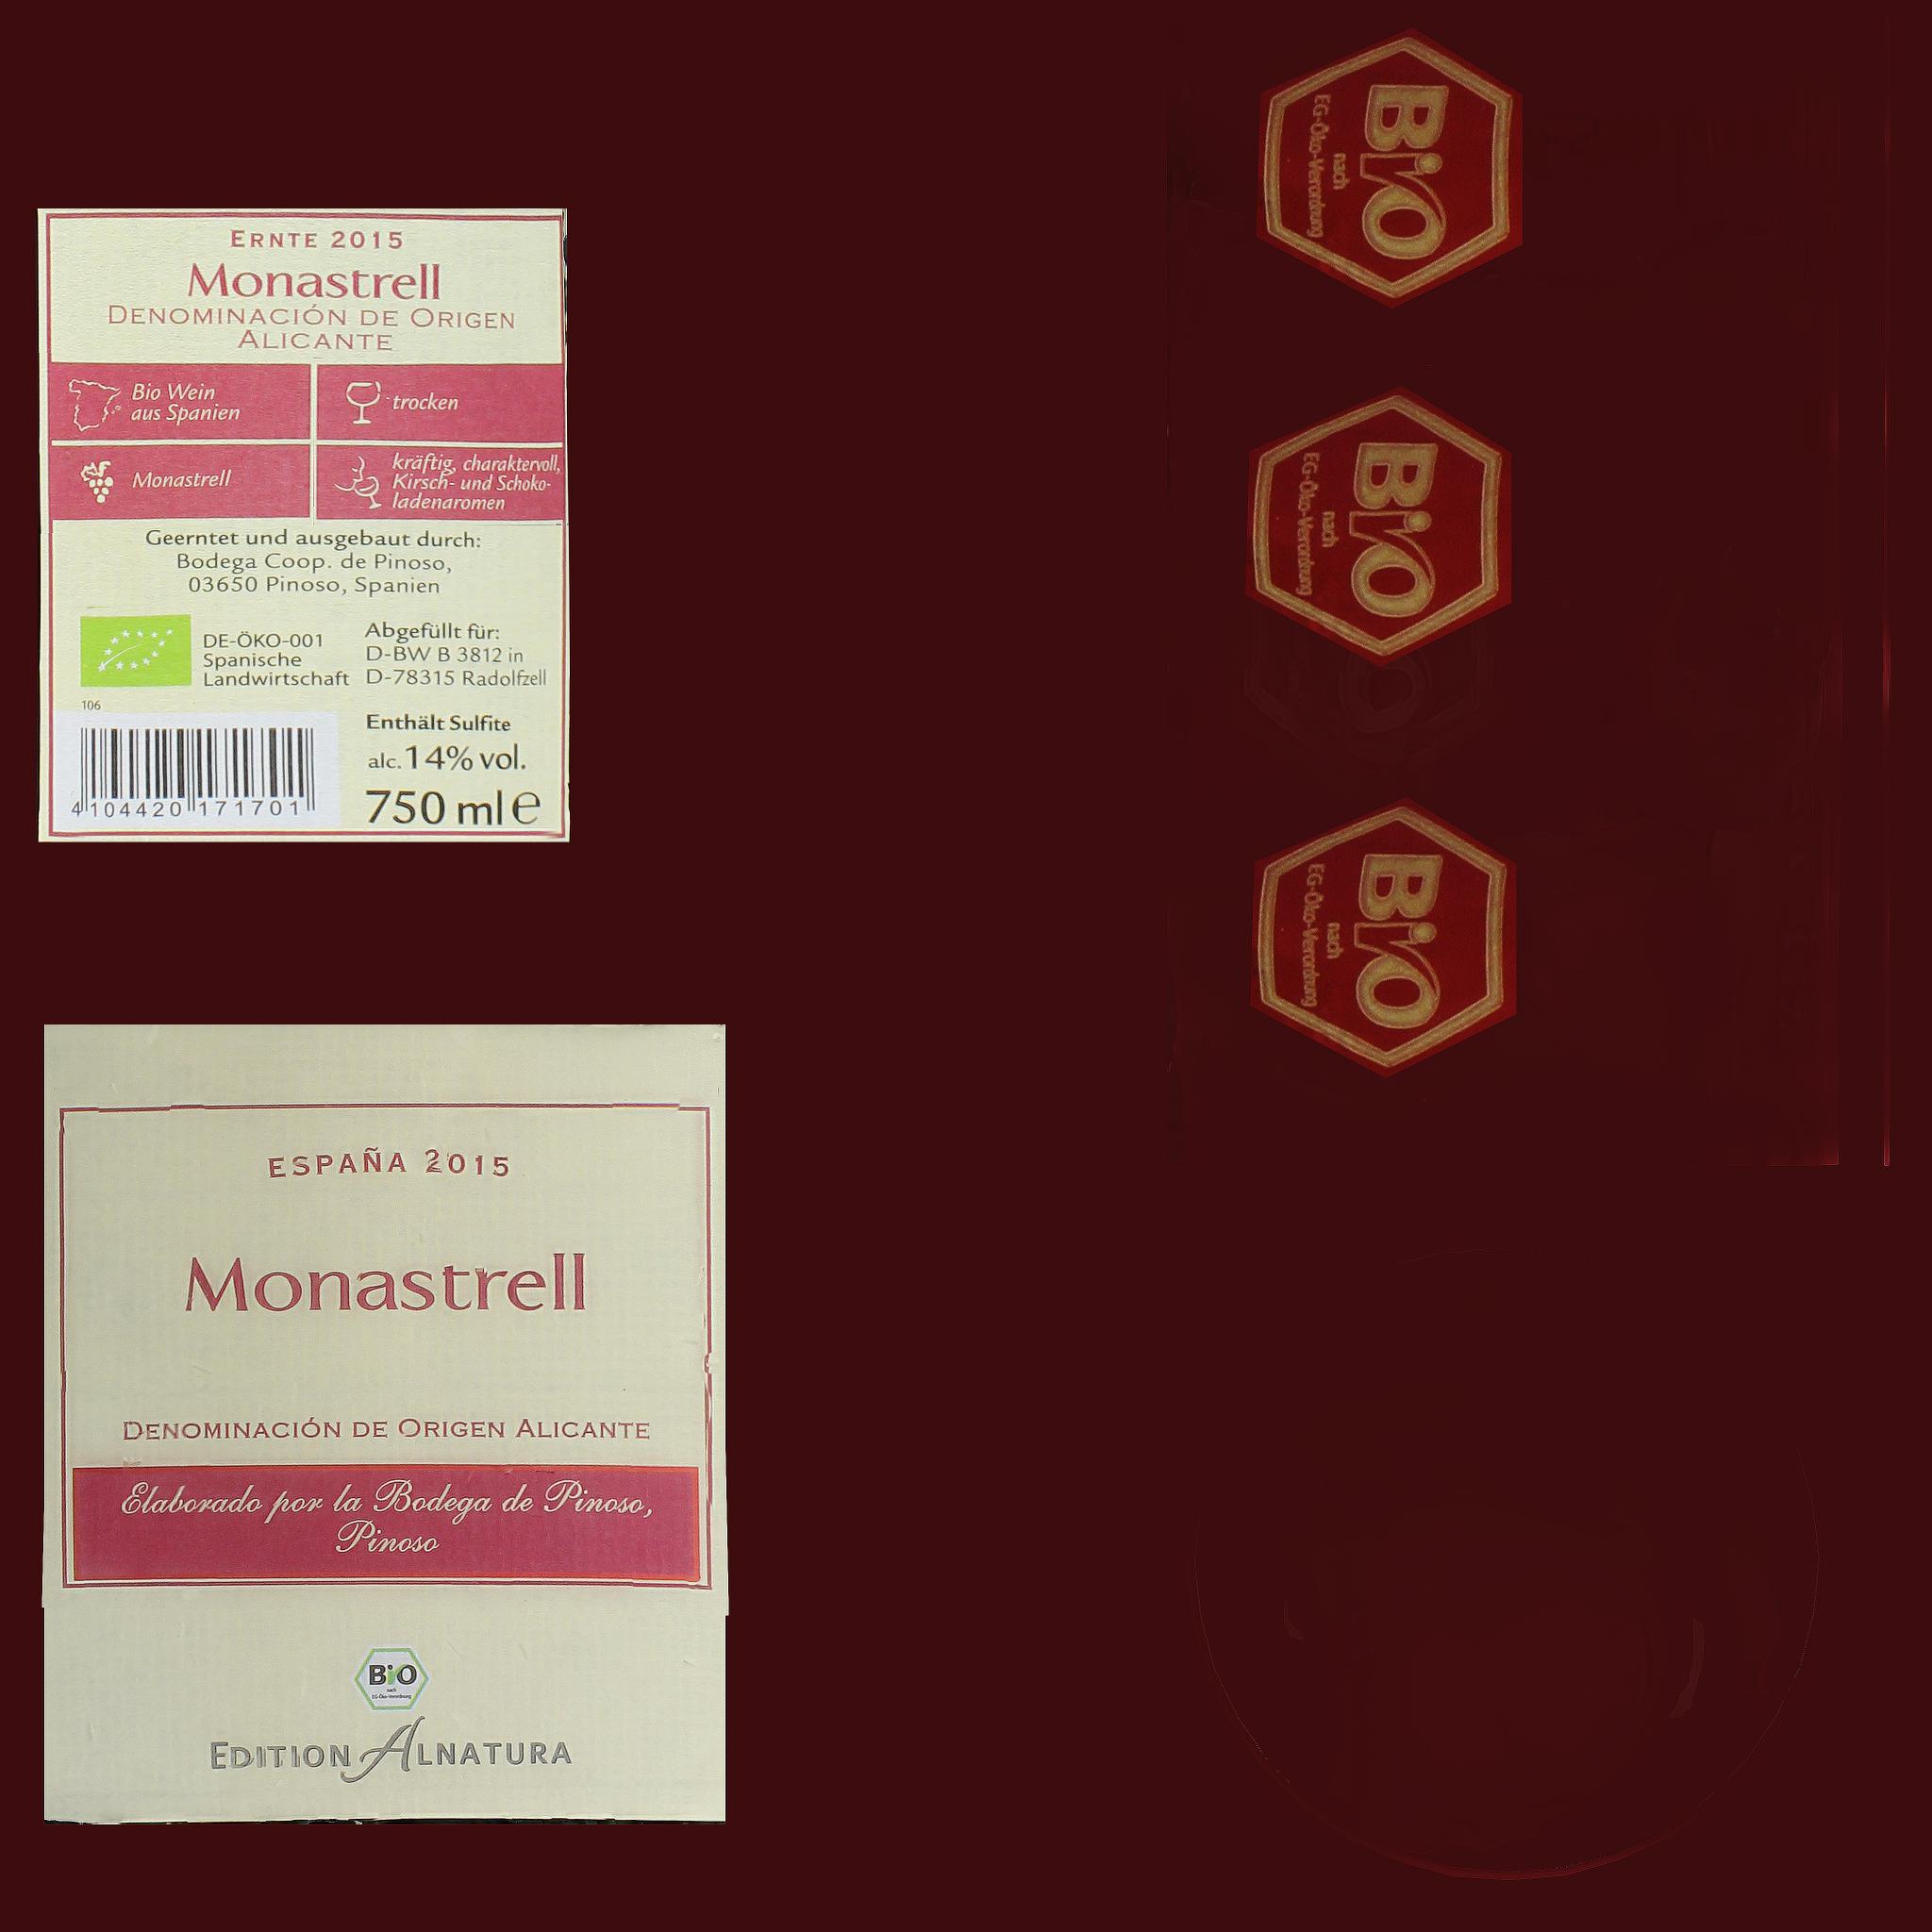 ERNTE 2015
Monastrell
DENOMINACIÓN DE ORIGEN
ALICANTE
Bio Wein
aus Spanien
trocken
Monastrell
kräftig, charaktervoll,
Kirsch- und Schoko-
ladenaromen
Geerntet und ausgebaut durch:
Bodega Coop. de Pinoso,
03650 Pinoso, Spanien
DE-ÖKO-001
Spanische
Landwirtschaft
Abgefüllt für:
D-BW B 3812 in
D-78315 Radolfzell
106
4 104420 171701
Enthält Sulfite
alc. 14% vol.
750 ml e
ESPAÑA 2015
Monastrell
DENOMINACIÓN DE ORIGEN ALICANTE
Elaborado por la Bodega de Pinoso,
Pinoso
Bio
nach
EG-Öko-Verordnung
EDITION ALNATURA
Bio
nach
EG-Öko-Verordnung
Bio
nach
EG-Öko-Verordnung
Bio
nach
EG-Öko-Verordnung